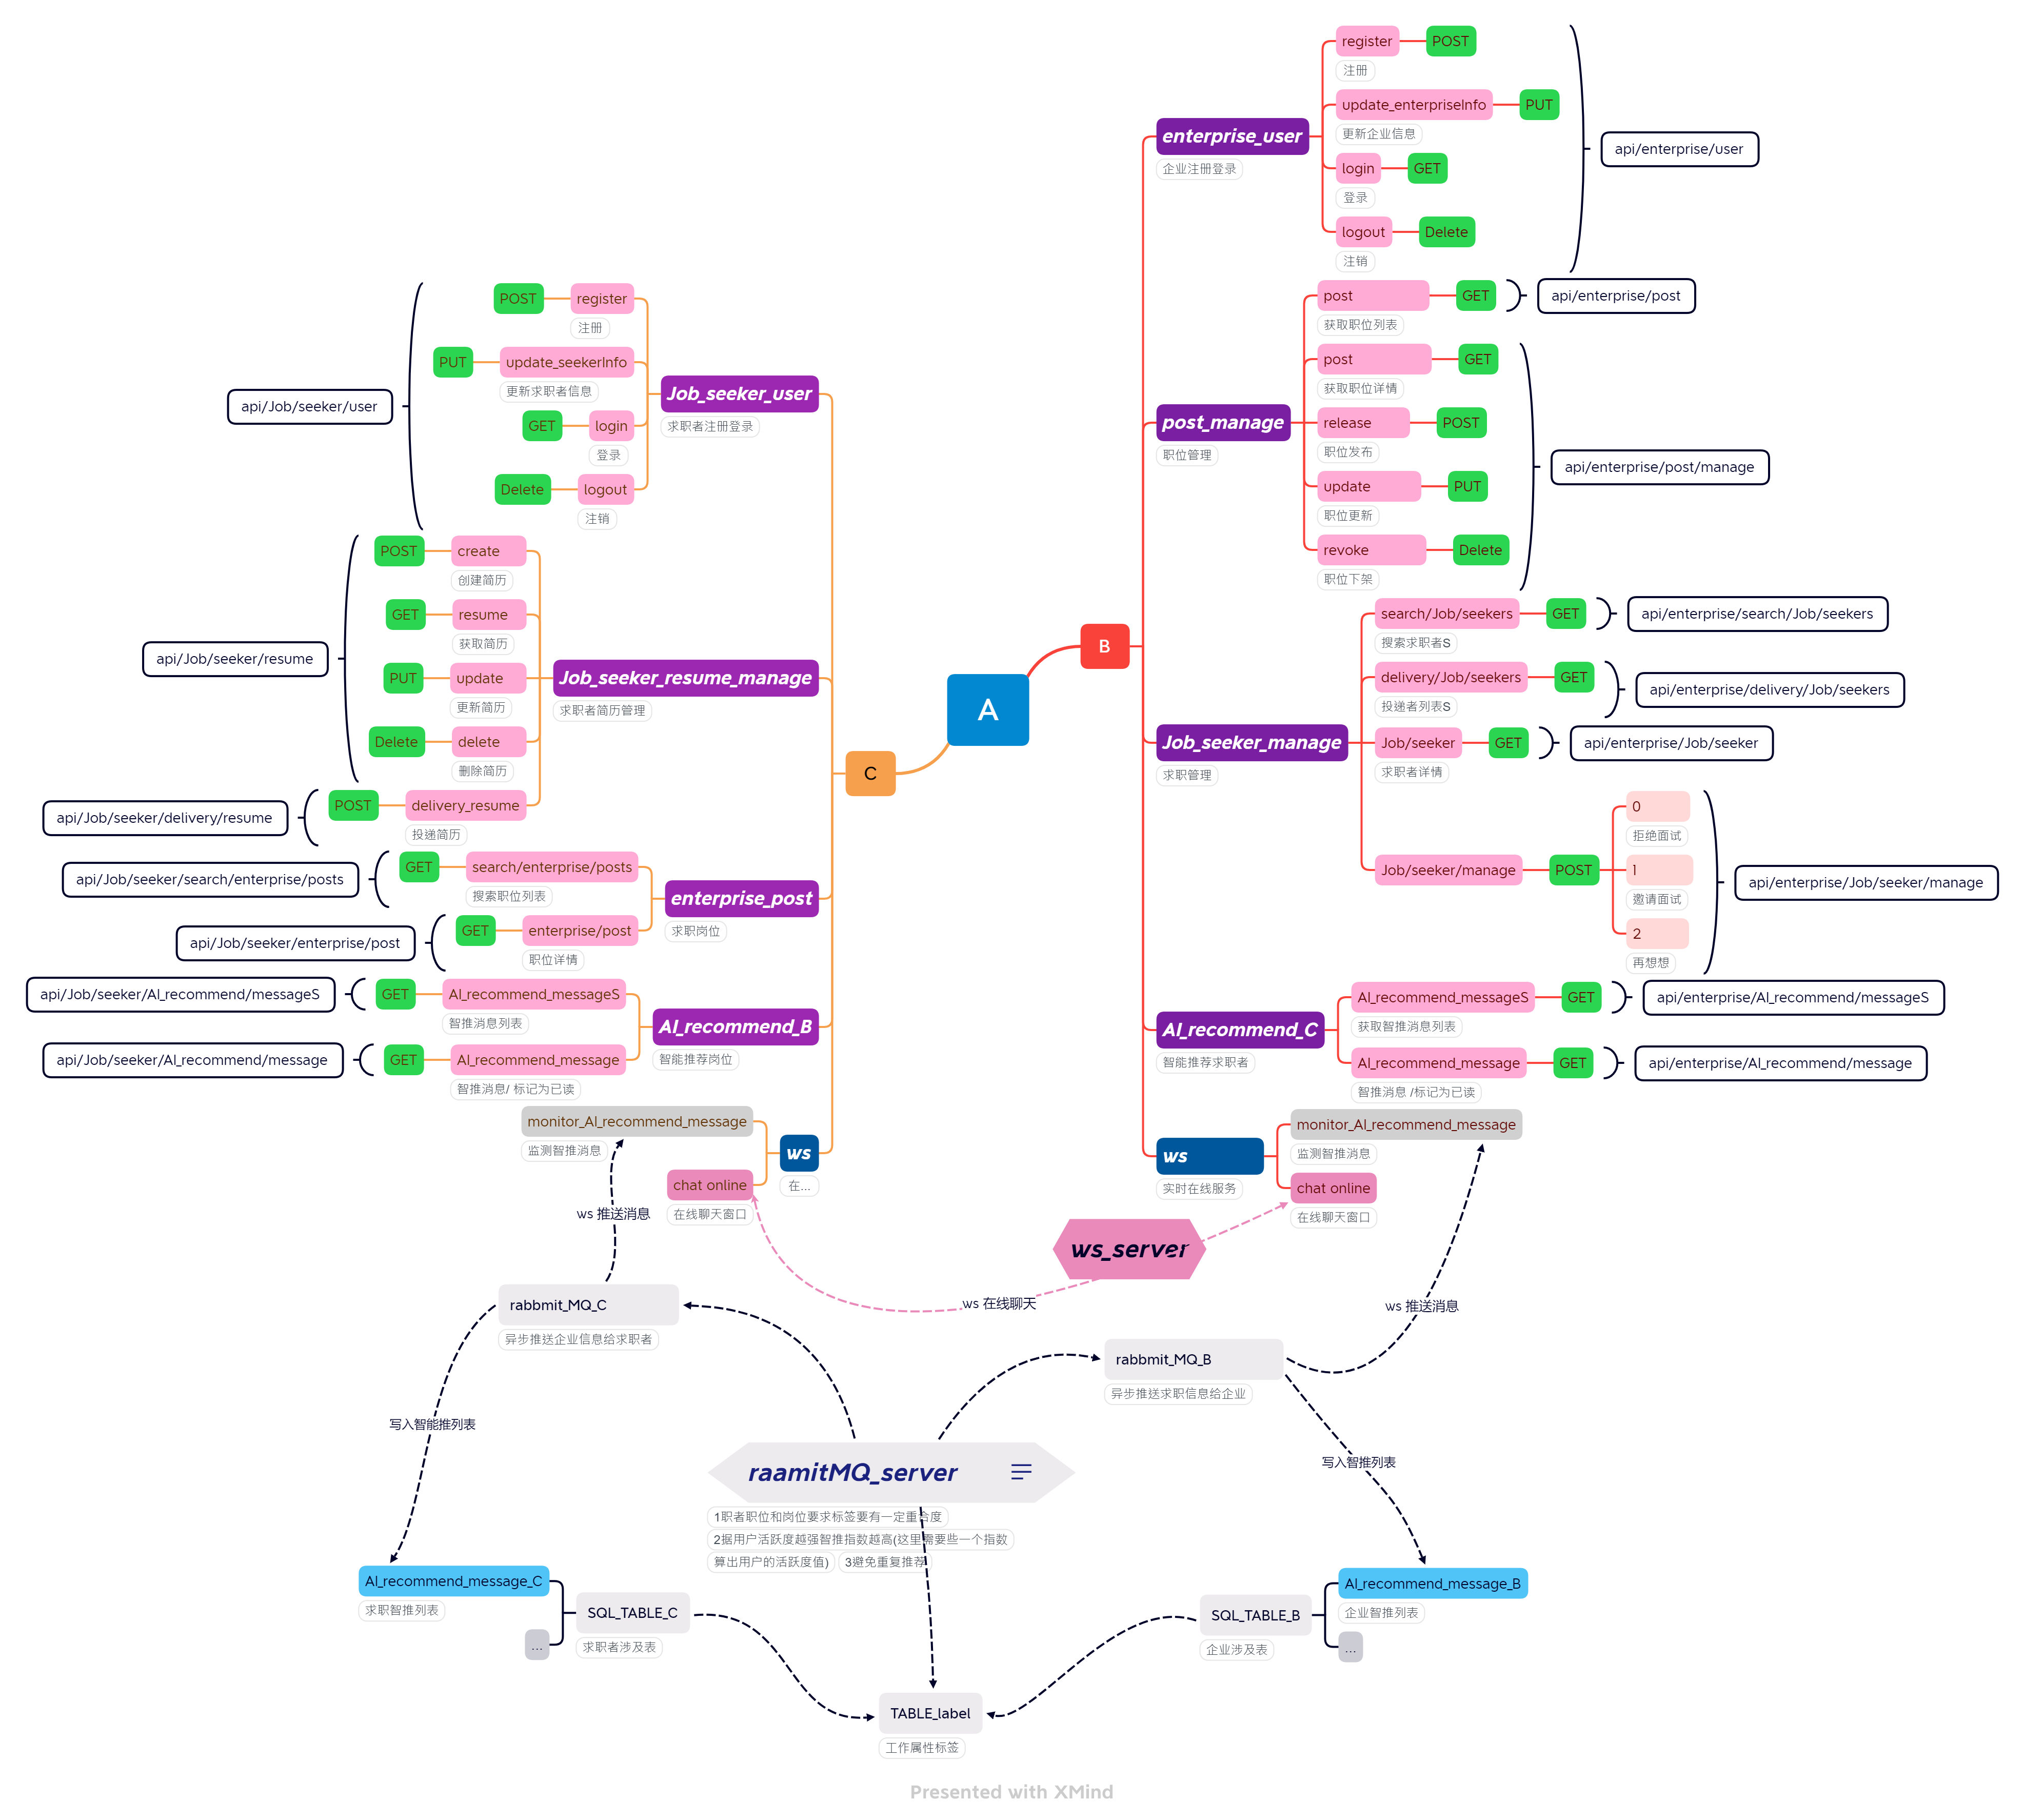 A
B
enterprise_user
企业注册登录
register
POST
注册
update_enterpriseInfo
PUT
更新企业信息
login
GET
登录
logout
Delete
注销
api/enterprise/user
post_manage
职位管理
post
GET
获取职位列表
api/enterprise/post
post
GET
获取职位详情
release
POST
职位发布
update
PUT
职位更新
revoke
Delete
职位下架
api/enterprise/post/manage
Job_seeker_manage
求职管理
search/Job/seekers
GET
搜索求职者S
api/enterprise/search/Job/seekers
delivery/Job/seekers
GET
投递者列表S
api/enterprise/delivery/Job/seekers
Job/seeker
GET
求职者详情
api/enterprise/Job/seeker
Job/seeker/manage
POST
0
拒绝面试
1
邀请面试
2
再想想
api/enterprise/Job/seeker/manage
AI_recommend_C
智能推荐求职者
AI_recommend_messageS
GET
获取智推消息列表
api/enterprise/AI_recommend/messageS
AI_recommend_message
GET
智推消息 /标记为已读
api/enterprise/AI_recommend/message
ws
实时在线服务
monitor_AI_recommend_message
监测智推消息
chat online
在线聊天窗口
C
Job_seeker_user
求职者注册登录
register
POST
注册
update_seekerInfo
PUT
更新求职者信息
login
GET
登录
logout
Delete
注销
api/Job/seeker/user
Job_seeker_resume_manage
求职者简历管理
create
POST
创建简历
resume
GET
获取简历
update
PUT
更新简历
delete
Delete
删除简历
api/Job/seeker/resume
delivery_resume
POST
投递简历
api/Job/seeker/delivery/resume
enterprise_post
求职岗位
search/enterprise/posts
GET
搜索职位列表
api/Job/seeker/search/enterprise/posts
enterprise/post
GET
职位详情
api/Job/seeker/enterprise/post
AI_recommend_B
智能推荐岗位
AI_recommend_messageS
GET
智推消息列表
api/Job/seeker/AI_recommend/messageS
AI_recommend_message
GET
智推消息/ 标记为已读
api/Job/seeker/AI_recommend/message
ws
在...
monitor_AI_recommend_message
监测智推消息
chat online
在线聊天窗口
ws_server
ws 在线聊天
ws 推送消息
ws 推送消息
rabbmit_MQ_C
异步推送企业信息给求职者
rabbmit_MQ_B
异步推送求职信息给企业
写入智能推列表
写入智推列表
raamitMQ_server
1职者职位和岗位要求标签要有一定重合度
2据用户活跃度越强智推指数越高(这里需要些一个指数
算出用户的活跃度值)
3避免重复推荐
AI_recommend_message_C
求职智推列表
...
SQL_TABLE_C
求职者涉及表
SQL_TABLE_B
企业涉及表
AI_recommend_message_B
企业智推列表
...
TABLE_label
工作属性标签
Presented with XMind